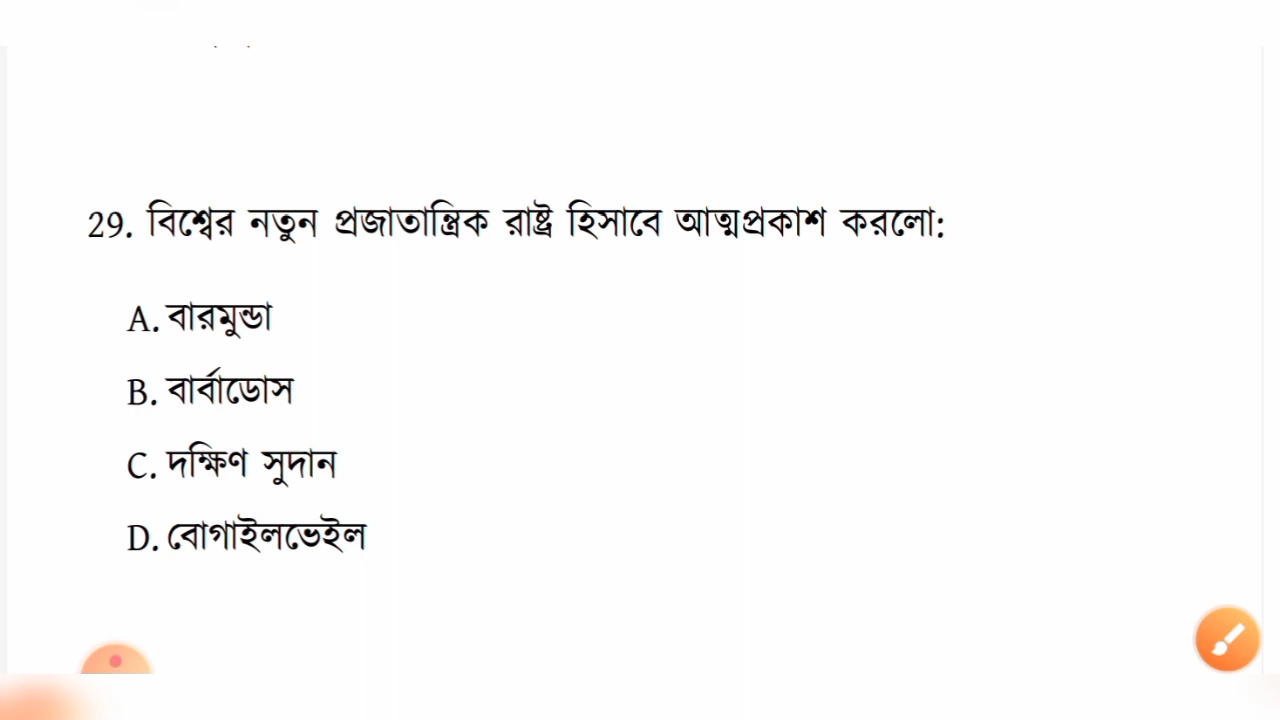 29. বিশ্বের নতুন প্রজাতান্ত্রিক রাষ্ট্র হিসাবে আত্মপ্রকাশ করলো:
A. বারমুন্ডা
B. বার্বাডোস
C. দক্ষিণ সুদান
D. বোগাইলভেইল